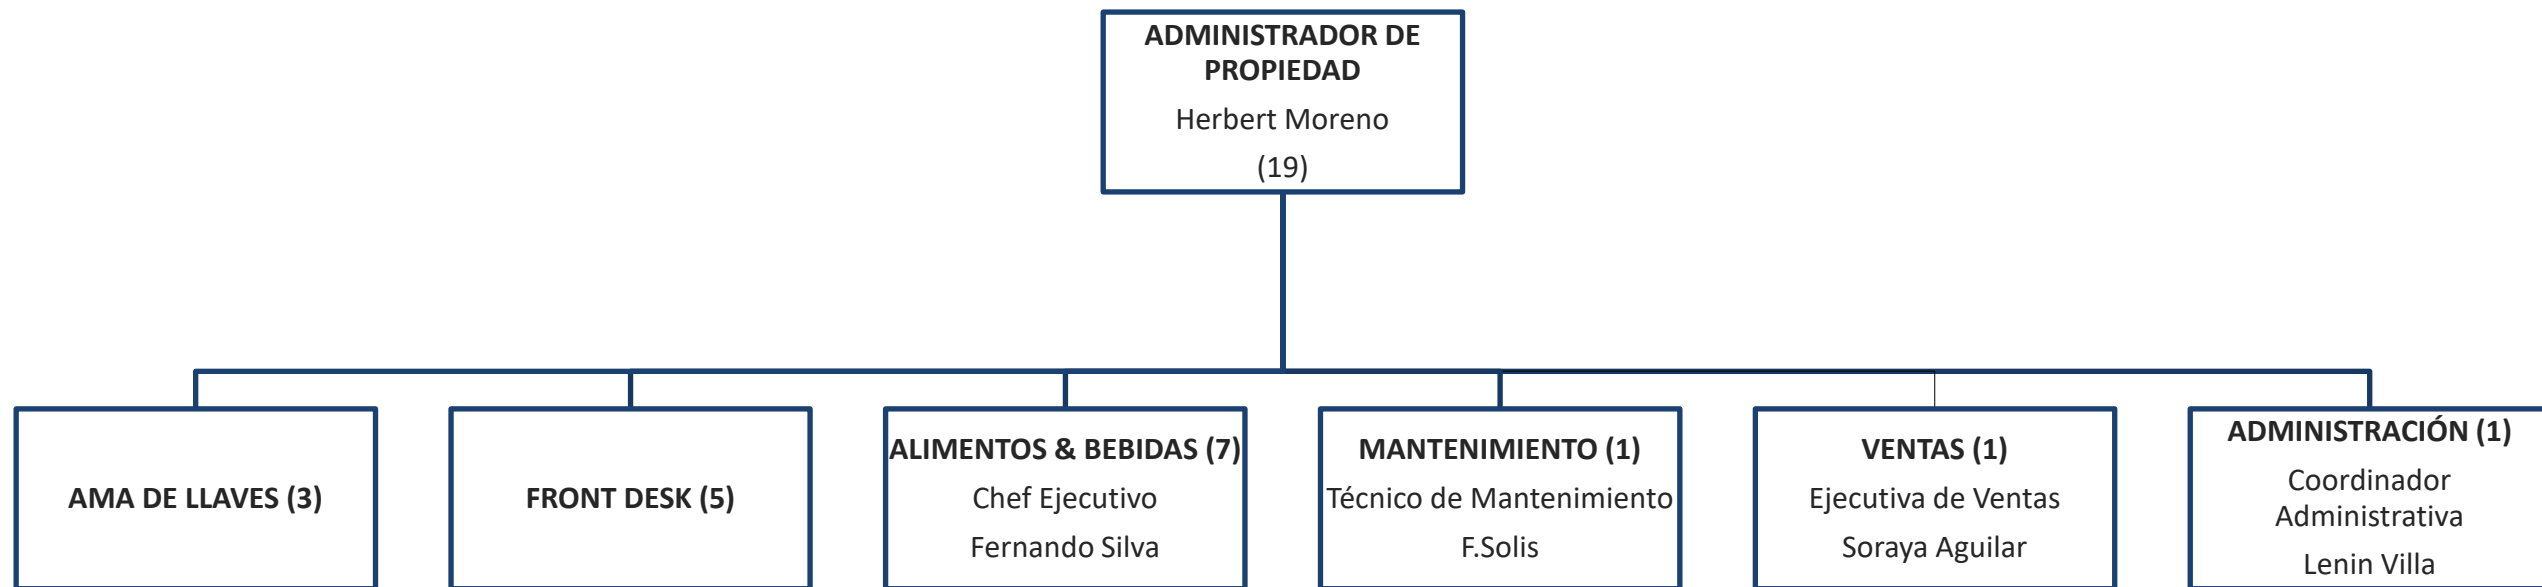 ADMINISTRADOR DE
PROPIEDAD
Herbert Moreno
(19)
AMA DE LLAVES (3)
FRONT DESK (5)
ALIMENTOS & BEBIDAS (7)
Chef Ejecutivo
Fernando Silva
MANTENIMIENTO (1)
Técnico de Mantenimiento
F.Solis
VENTAS (1)
Ejecutiva de Ventas
Soraya Aguilar
ADMINISTRACIÓN (1)
Coordinador
Administrativa
Lenin Villa